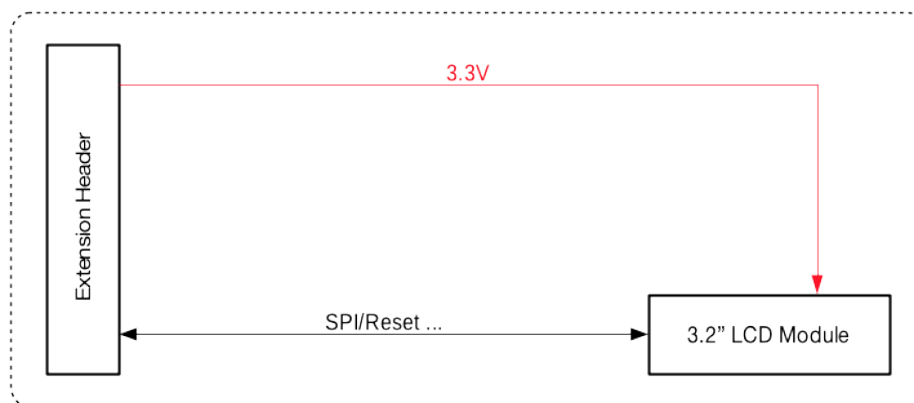 3.3V
Extension Header
SPI/Reset ...
3.2” LCD Module